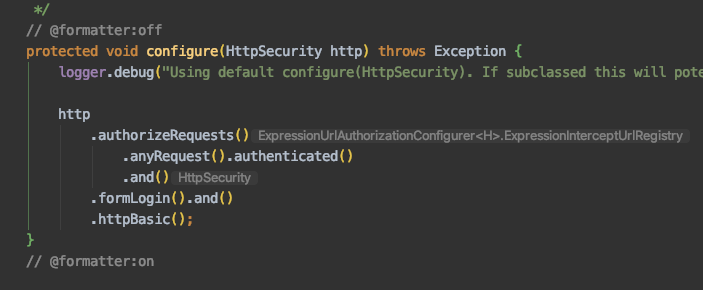 */
// @formatter:off
protected void configure(HttpSecurity http) throws Exception {
logger.debug("Using default configure(HttpSecurity). If subclassed this will pote
http
.authorizeRequests() ExpressionUrlAuthorizationConfigurer<H>.ExpressionInterceptUrlRegistry
.anyRequest().authenticated()
.and() HttpSecurity
.formLogin().and()
.httpBasic();
}
// @formatter:on